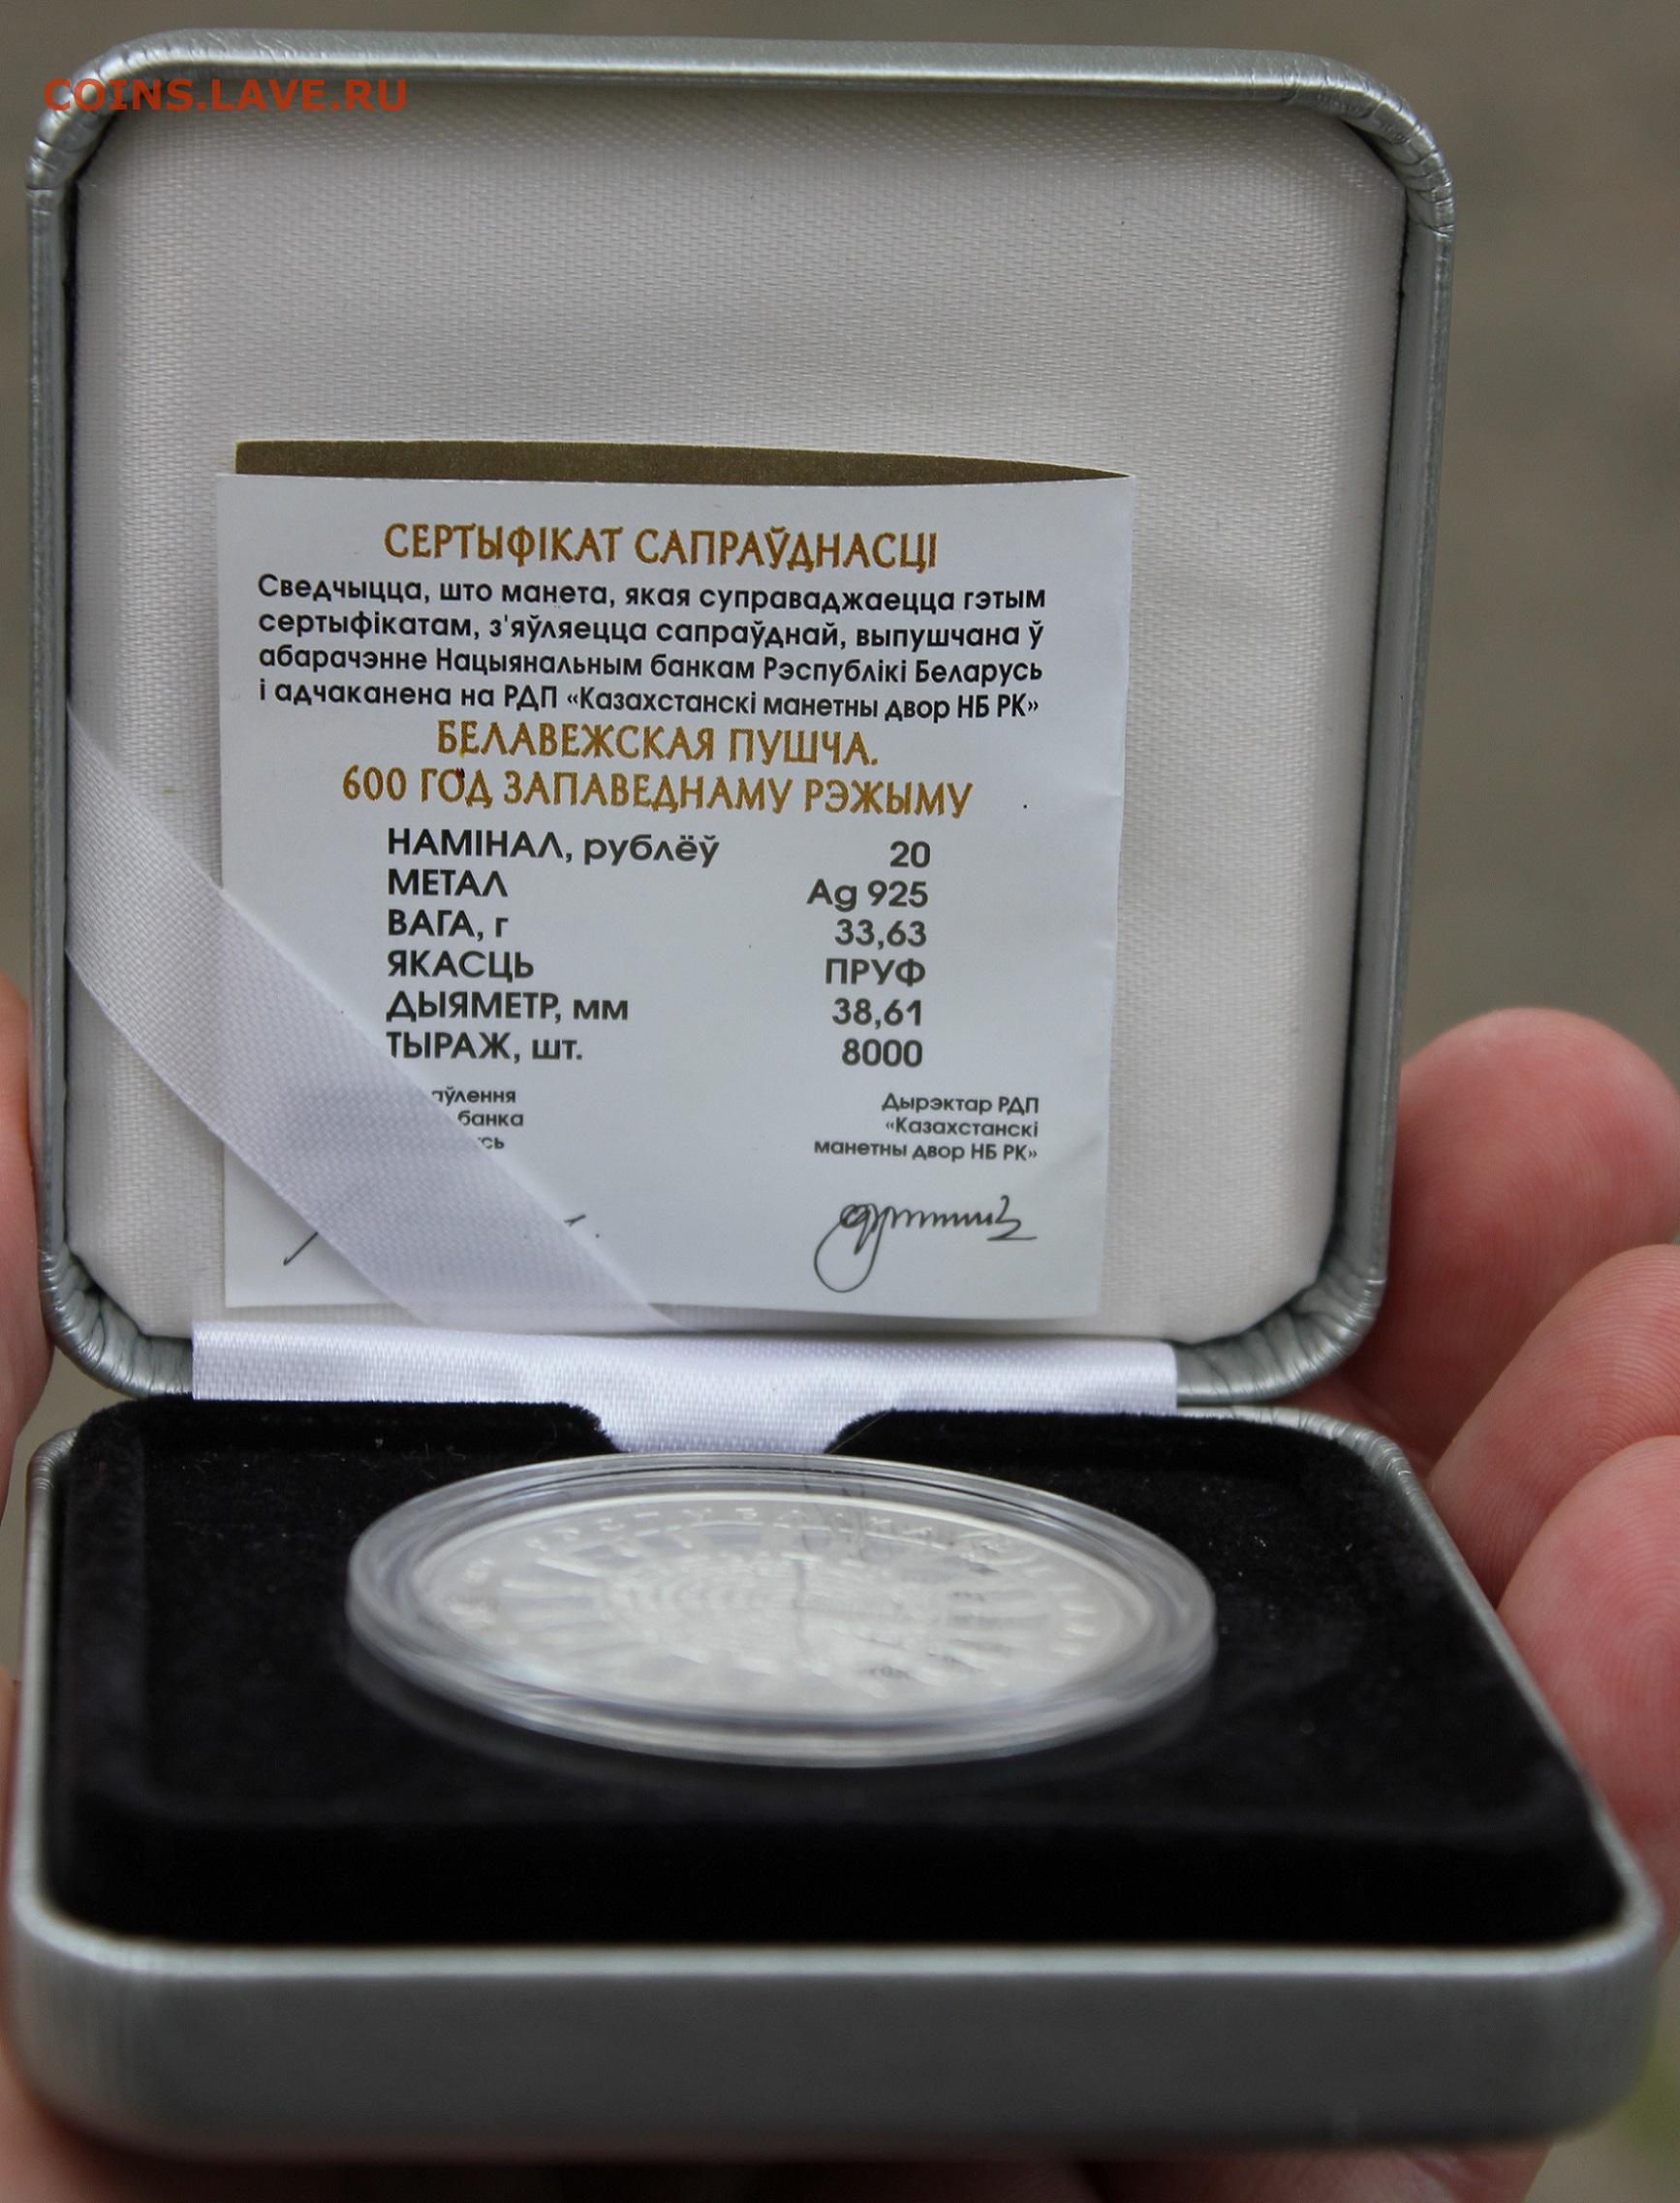 COINS.LAVE.RU
СЕРТЫФІКАТ САПРАЎДНАСЦІ
Сведчыцца, што манета, якая суправаджаецца гэтым
сертыфікатам, з'яўляецца сапраўднай, выпушчана ў
абарачэнне Нацыянальным банкам Рэспублікі Беларусь
і адчаканена на РДП «Казахстанскі манетны двор НБ РК»
БЕЛАВЕЖСКАЯ ПУШЧА.
600 ГОД ЗАПАВЕДНАМУ РЭЖЫМУ
НАМІНАЛ, рублёў 20
МЕТАЛ Ag 925
ВАГА, г 33,63
ЯКАСЦЬ ПРУФ
ДЫЯМЕТР, мм 38,61
ТЫРАЖ, шт. 8000
банка
Дырэктар РДП
«Казахстанскі
манетны двор НБ РК»